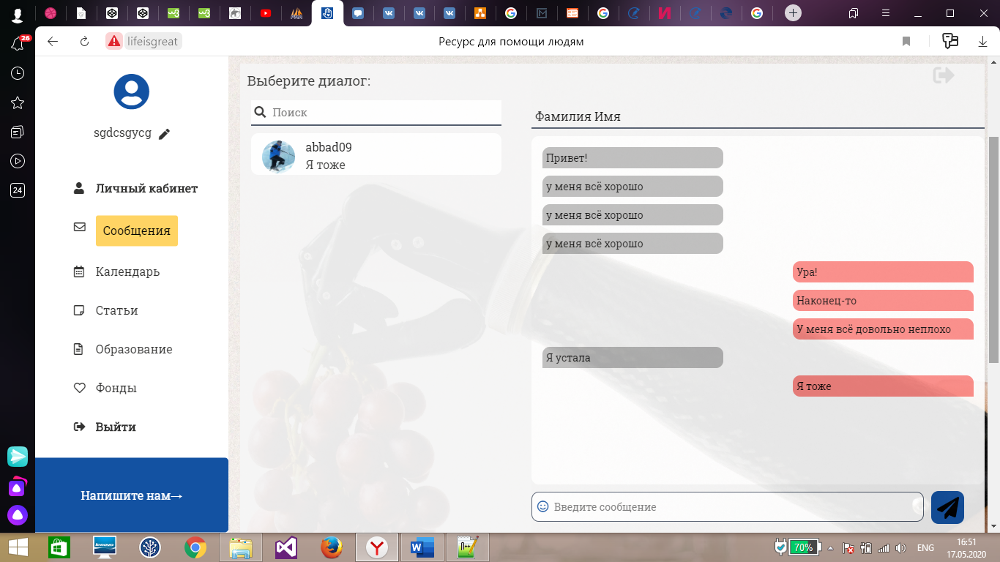 26
lifeisgreat
Ресурс для помощи людям
24
sgdcsgycg
Личный кабинет
Сообщения
Календарь
Статьи
Образование
Фонды
Выйти
Напишите нам→
Выберите диалог:
Поиск
abbad09
Я тоже
Фамилия Имя
Привет!
у меня всё хорошо
у меня всё хорошо
у меня всё хорошо
Ура!
Наконец-то
У меня всё довольно неплохо
Я устала
Я тоже
Введите сообщение
70%
ENG
16:51
17.05.2020